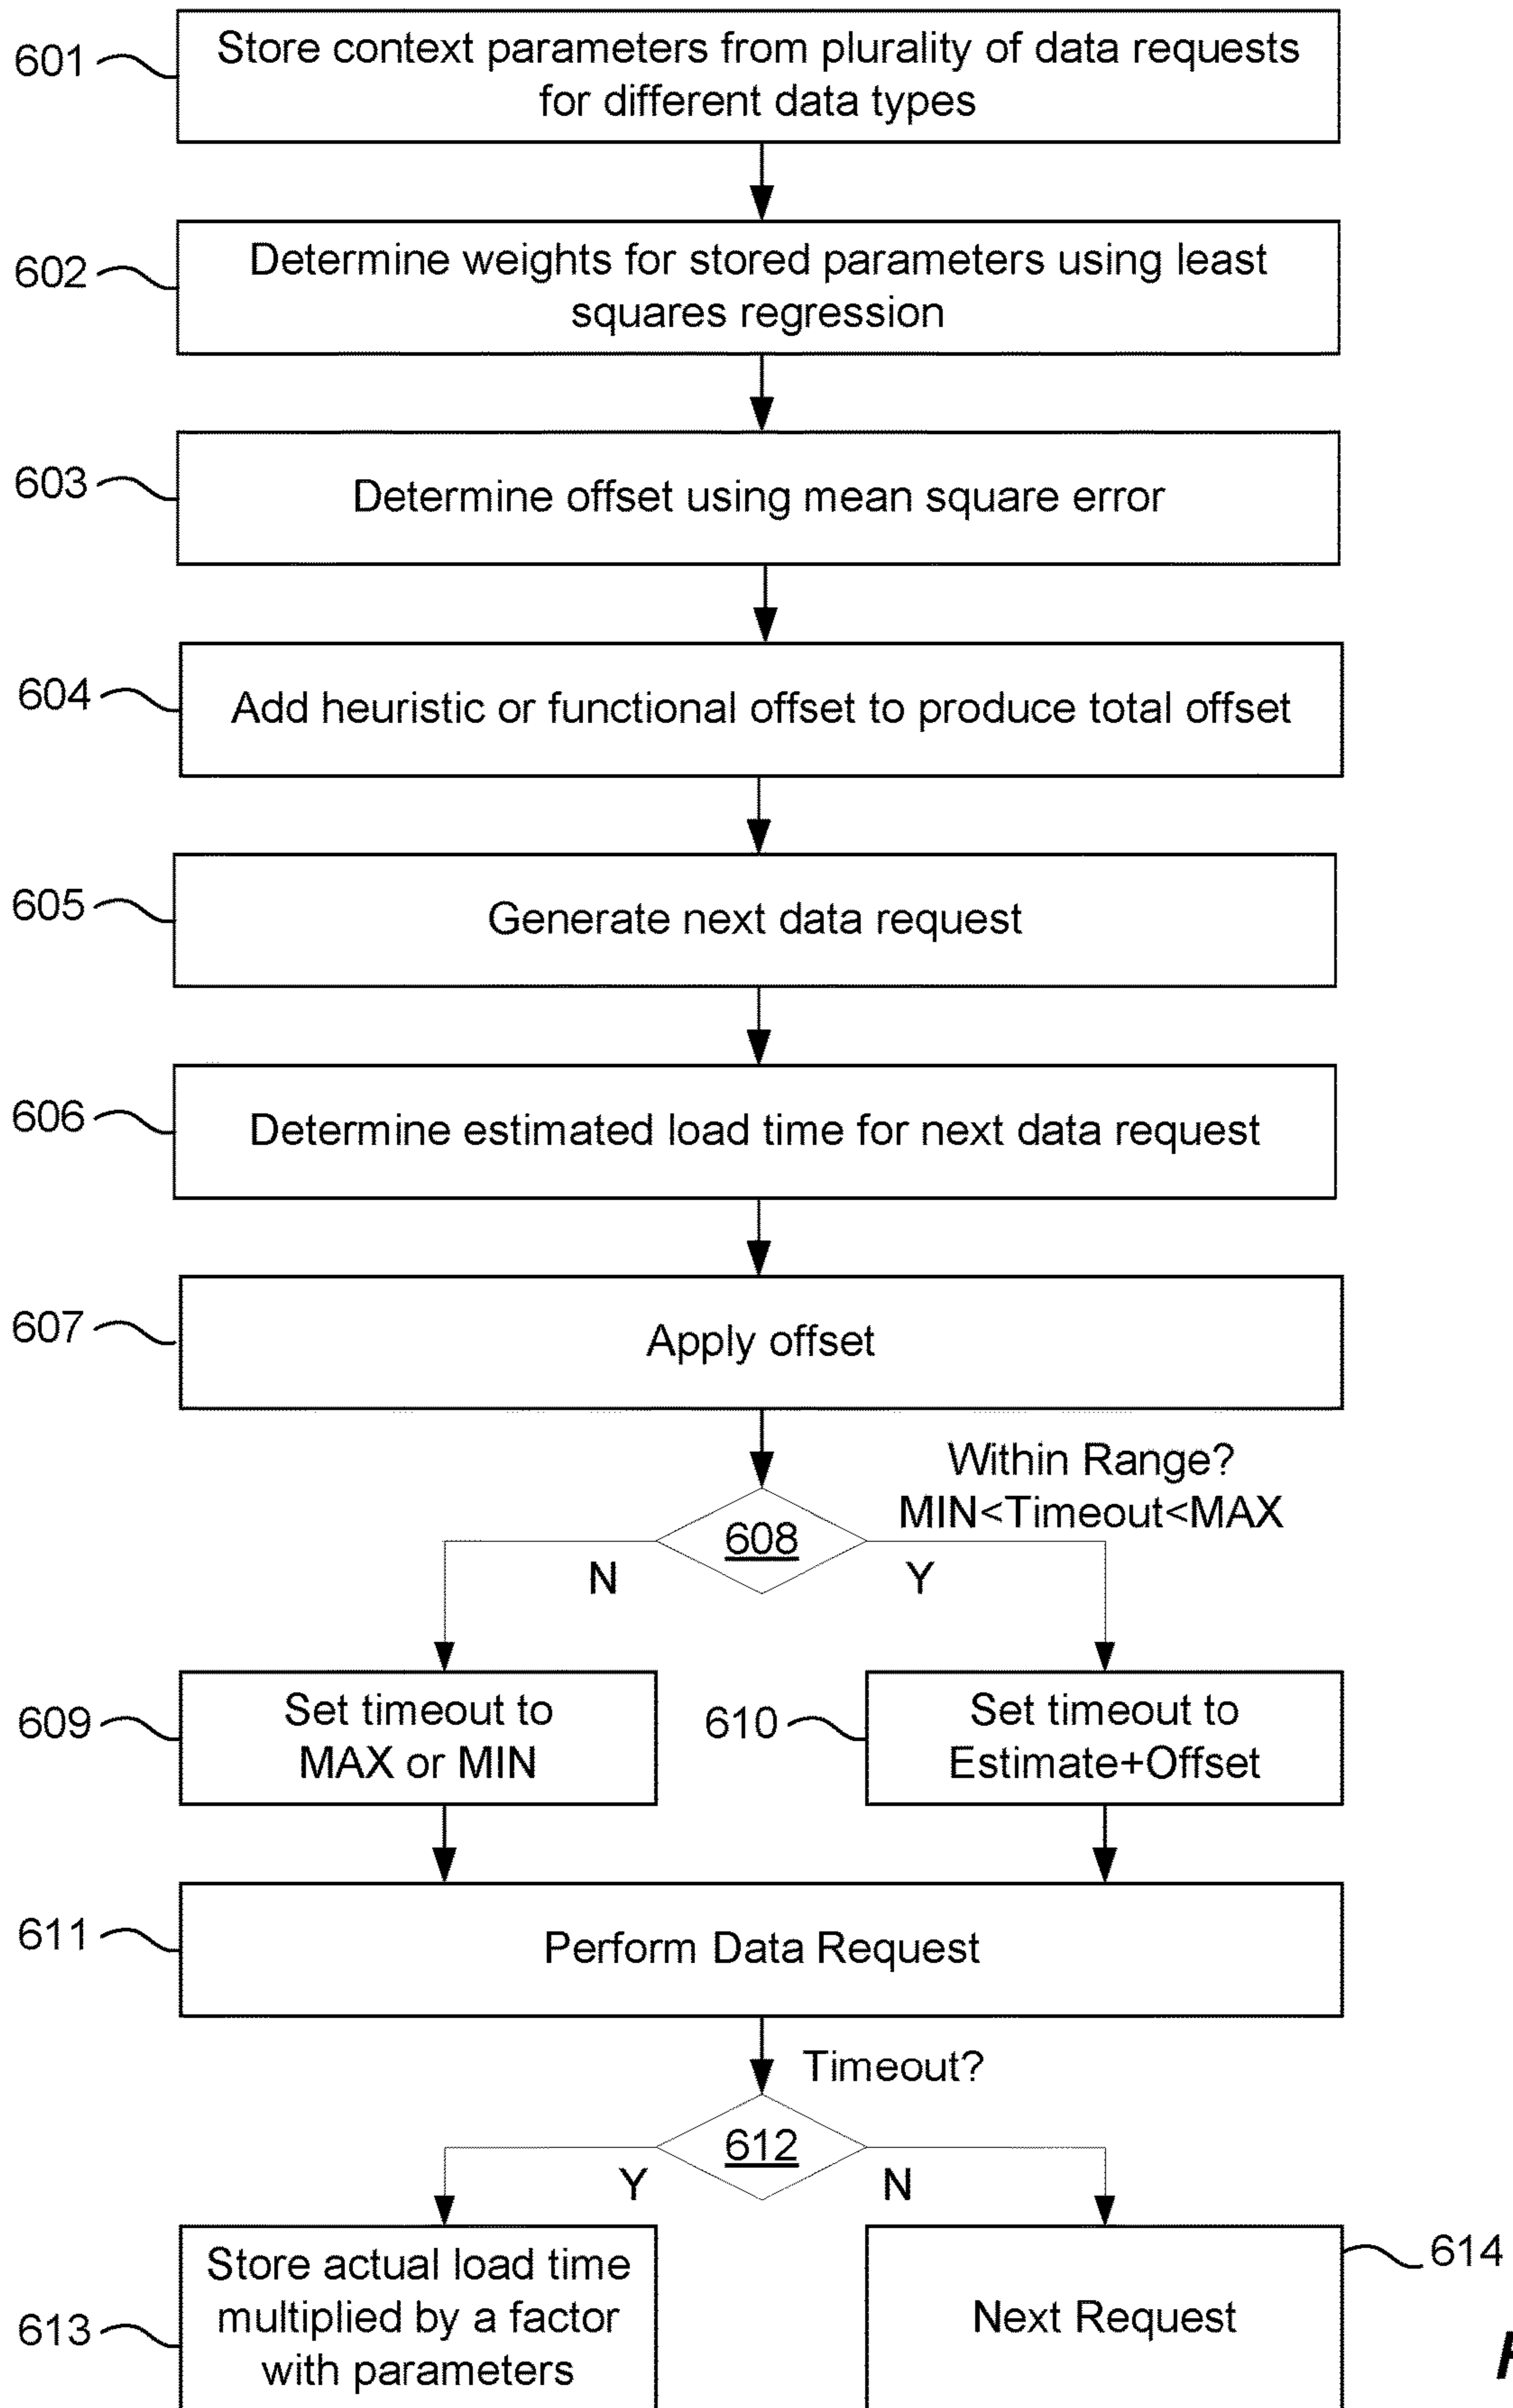 601
Store context parameters from plurality of data requests
for different data types
602
Determine weights for stored parameters using least
squares regression
603
Determine offset using mean square error
604
Add heuristic or functional offset to produce total offset
605
Generate next data request
606
Determine estimated load time for next data request
607
Apply offset
Within Range?
MIN<Timeout<MAX
608
N
Y
609
Set timeout to
MAX or MIN
610
Set timeout to
Estimate+Offset
611
Perform Data Request
Timeout?
612
Y
N
613
Store actual load time
multiplied by a factor
with parameters
Next Request
614